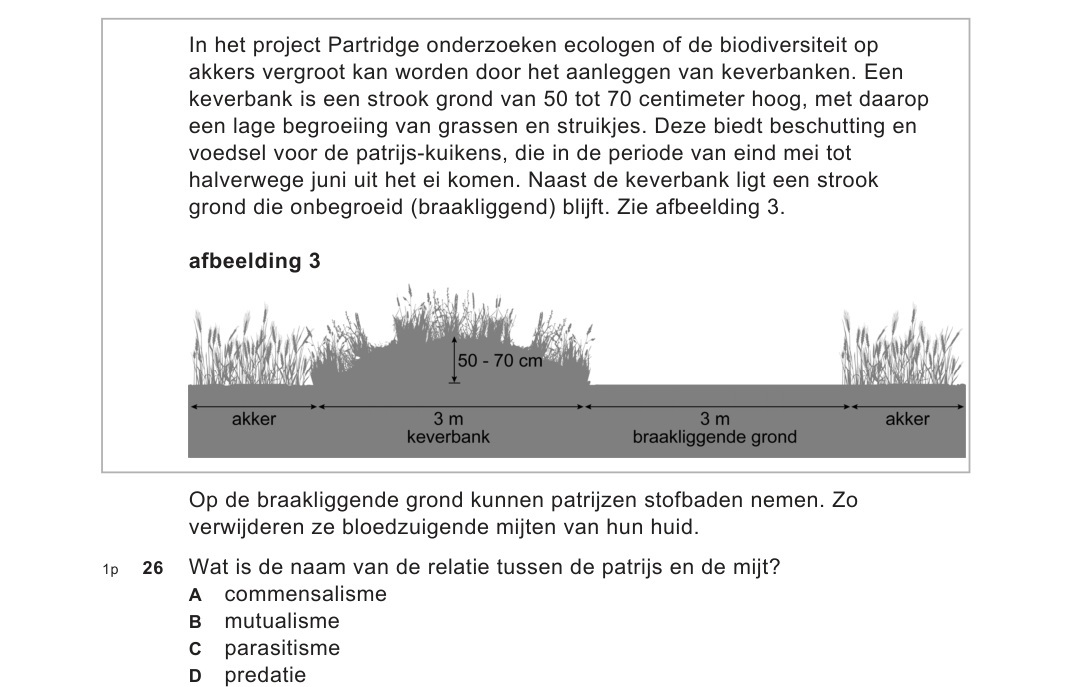 In het project Partridge onderzoeken ecologen of de biodiversiteit op
akkers vergroot kan worden door het aanleggen van keverbanken. Een
keverbank is een strook grond van 50 tot 70 centimeter hoog, met daarop
een lage begroeiing van grassen en struikjes. Deze biedt beschutting en
voedsel voor de patrijs-kuikens, die in de periode van eind mei tot
halverwege juni uit het ei komen. Naast de keverbank ligt een strook
grond die onbegroeid (braakliggend) blijft. Zie afbeelding 3.
afbeelding 3
50 - 70 cm
akker 3 m 3 m akker
keverbank braakliggende grond
Op de braakliggende grond kunnen patrijzen stofbaden nemen. Zo
verwijderen ze bloedzuigende mijten van hun huid.
1p 26 Wat is de naam van de relatie tussen de patrijs en de mijt?
A commensalisme
B mutualisme
C parasitisme
D predatie